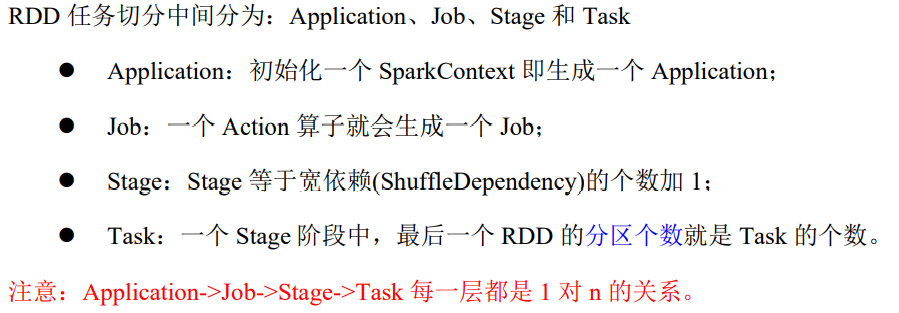 RDD 任务切分中间分为：Application、Job、Stage 和 Task
● Application：初始化一个 SparkContext 即生成一个 Application；
● Job：一个 Action 算子就会生成一个 Job；
● Stage：Stage 等于宽依赖(ShuffleDependency)的个数加 1；
● Task：一个 Stage 阶段中，最后一个 RDD 的分区个数就是 Task 的个数。
注意：Application->Job->Stage->Task 每一层都是 1 对 n 的关系。